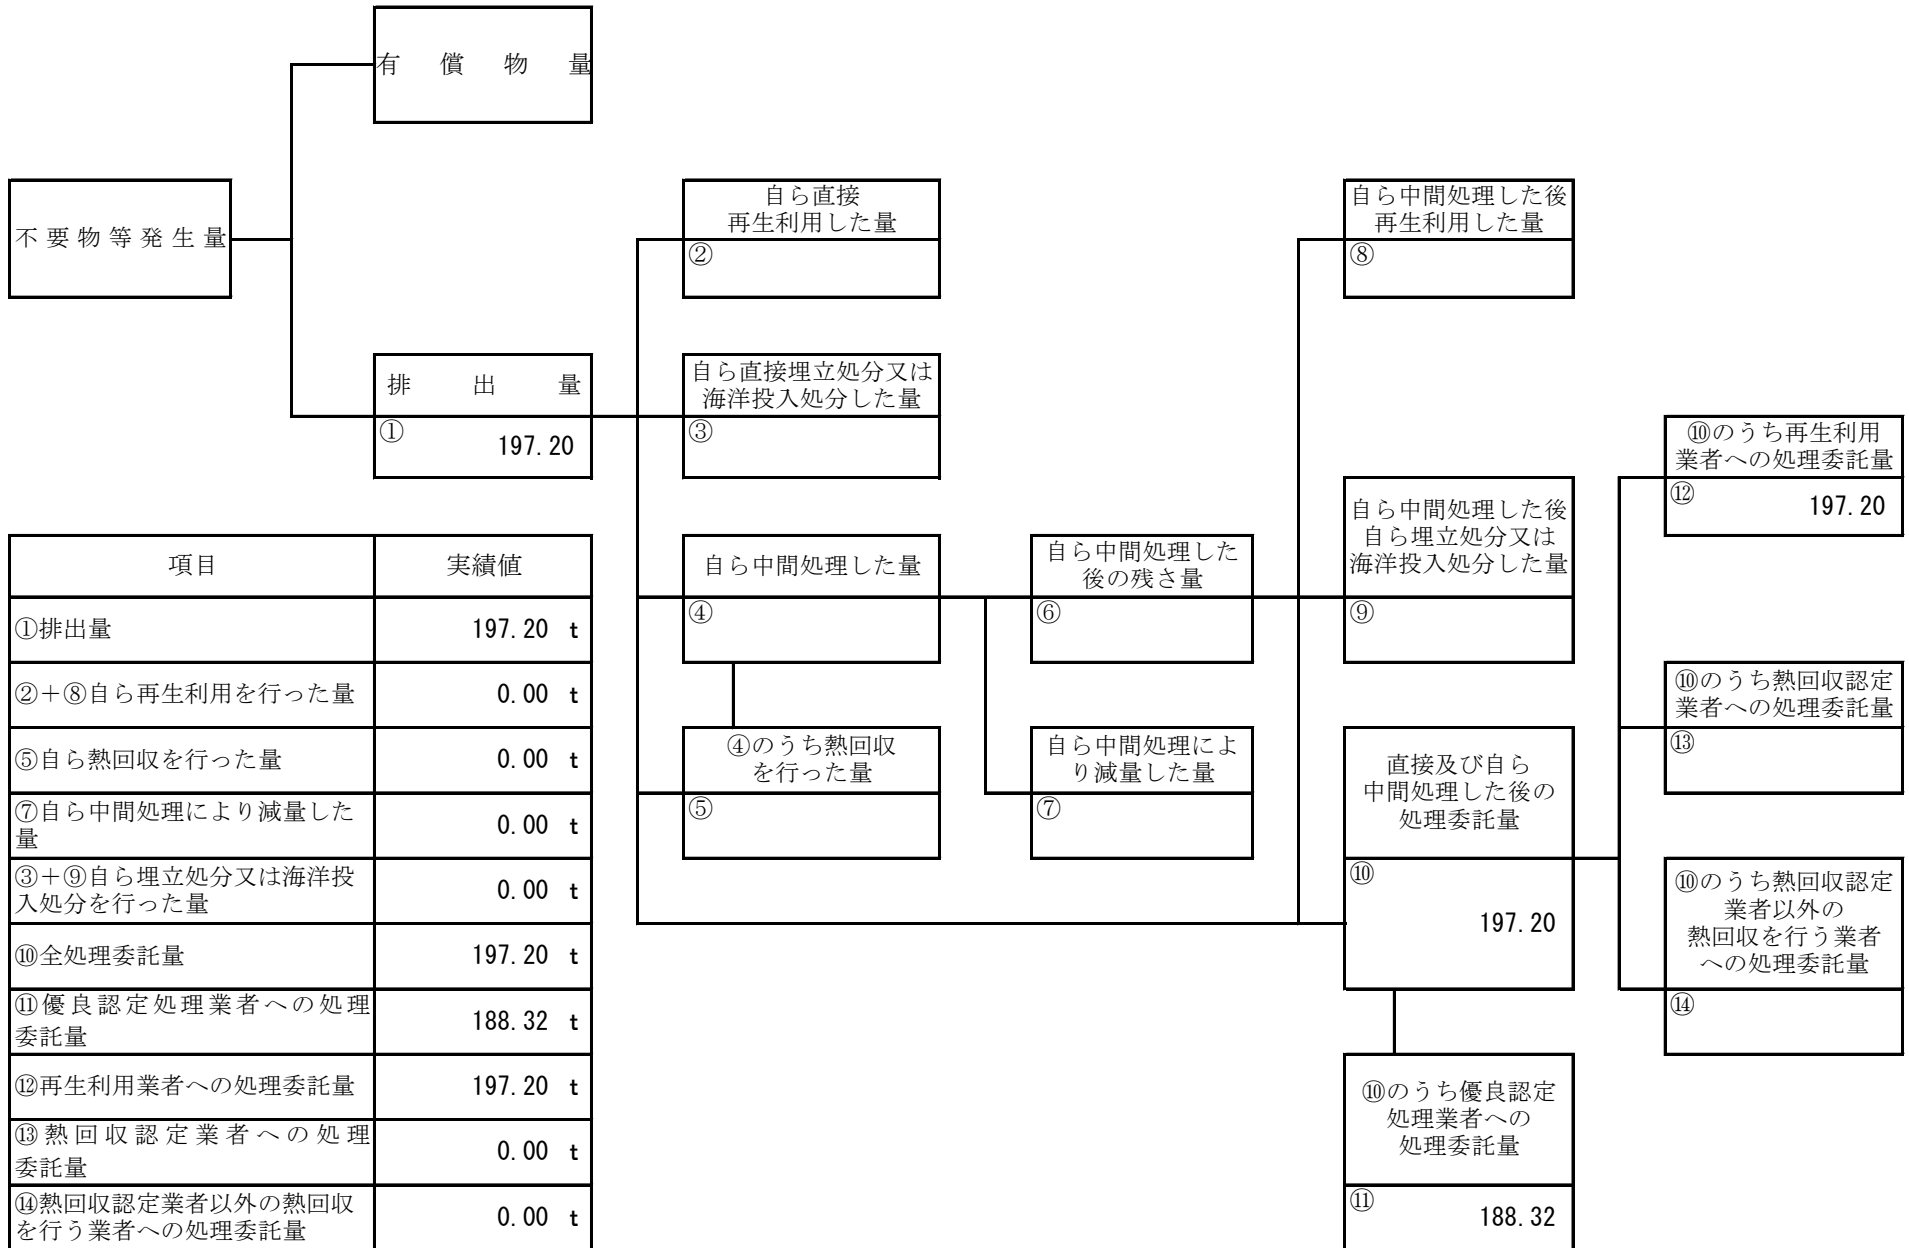 有償物量
不要物等発生量
自ら直接
再生利用した量
②
自ら中間処理した後
再生利用した量
⑧
排出量
① 197.20
自ら直接埋立処分又は
海洋投入処分した量
③
⑩のうち再生利用
業者への処理委託量
⑫ 197.20
自ら中間処理した量
④
自ら中間処理した
後の残さ量
⑥
自ら中間処理した後
自ら埋立処分又は
海洋投入処分した量
⑨
⑩のうち熱回収認定
業者への処理委託量
⑬
④のうち熱回収
を行った量
⑤
自ら中間処理によ
り減量した量
⑦
直接及び自ら
中間処理した後の
処理委託量
⑩
197.20
⑩のうち熱回収認定
業者以外の
熱回収を行う業者
への処理委託量
⑭
⑩のうち優良認定
処理業者への
処理委託量
⑪ 188.32
項目 実績値
①排出量 197.20 t
②+⑧自ら再生利用を行った量 0.00 t
⑤自ら熱回収を行った量 0.00 t
⑦自ら中間処理により減量した
量 0.00 t
③+⑨自ら埋立処分又は海洋投
入処分を行った量 0.00 t
⑩全処理委託量 197.20 t
⑪優良認定処理業者への処理
委託量 188.32 t
⑫再生利用業者への処理委託量 197.20 t
⑬熱回収認定業者への処理
委託量 0.00 t
⑭熱回収認定業者以外の熱回収
を行う業者への処理委託量 0.00 t